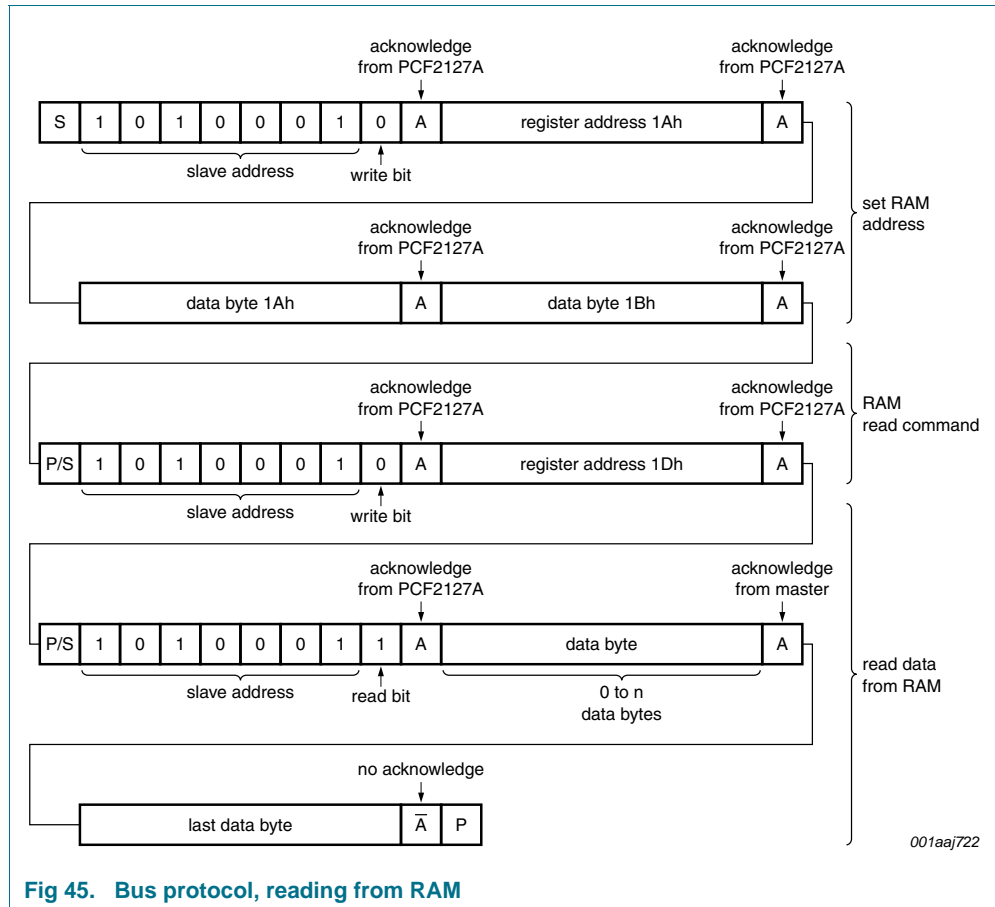 acknowledge
from PCF2127A
acknowledge
from PCF2127A
S 1 0 1 0 0 0 1 0 A register address 1Ah A
slave address
write bit
set RAM
address
acknowledge
from PCF2127A
acknowledge
from PCF2127A
data byte 1Ah A data byte 1Bh A
acknowledge
from PCF2127A
acknowledge
from PCF2127A
RAM
read command
P/S 1 0 1 0 0 0 1 0 A register address 1Dh A
slave address
write bit
acknowledge
from PCF2127A
acknowledge
from master
P/S 1 0 1 0 0 0 1 1 A data byte A
slave address
read bit
0 to n
data bytes
read data
from RAM
no acknowledge
last data byte A̅ P
001aaj722
Fig 45. Bus protocol, reading from RAM